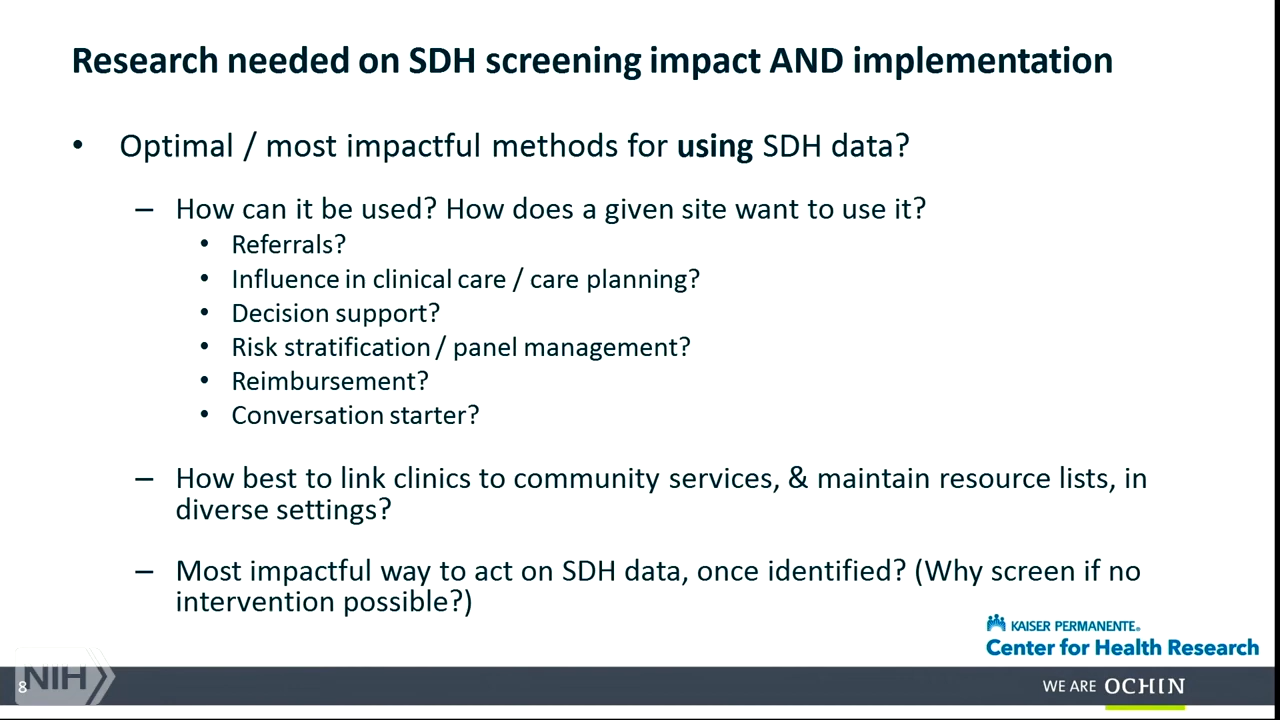 Research needed on SDH screening impact AND implementation
• Optimal / most impactful methods for using SDH data?
– How can it be used? How does a given site want to use it?
• Referrals?
• Influence in clinical care / care planning?
• Decision support?
• Risk stratification / panel management?
• Reimbursement?
• Conversation starter?
– How best to link clinics to community services, & maintain resource lists, in
diverse settings?
– Most impactful way to act on SDH data, once identified? (Why screen if no
intervention possible?)
KAISER PERMANENTE®
Center for Health Research
NIH
8
WE ARE OCHIN